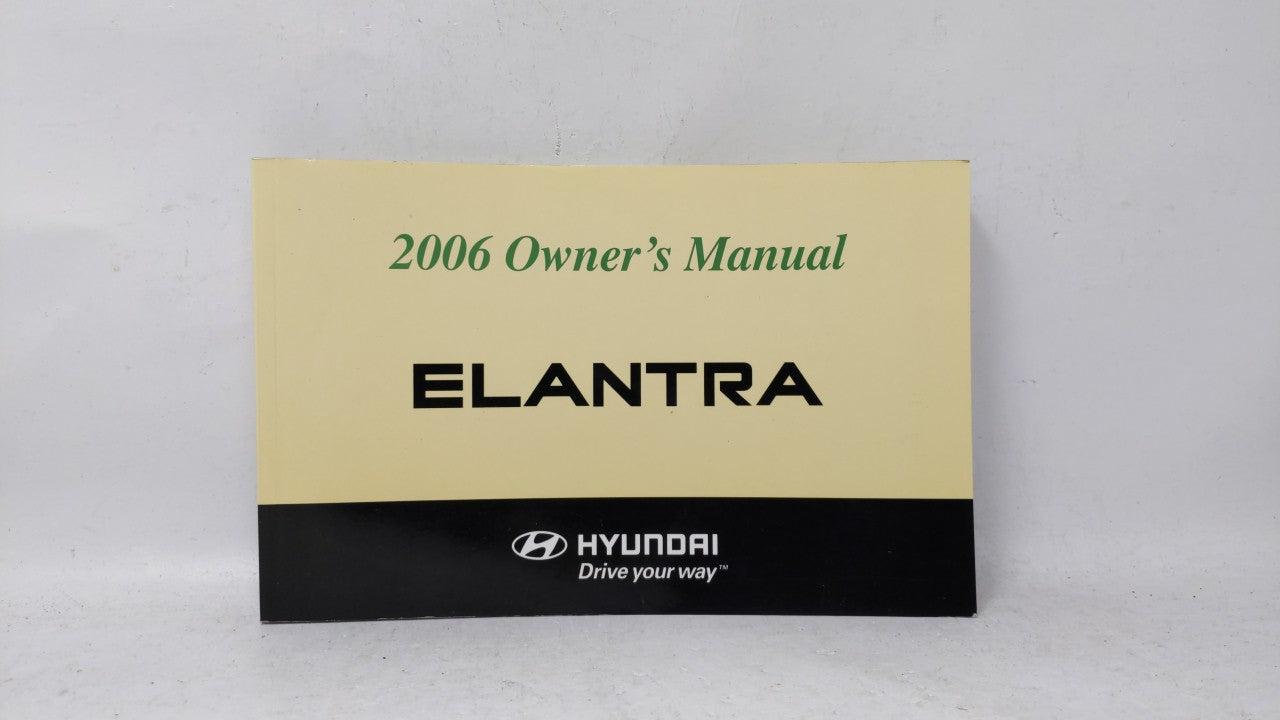 2006 Owner's Manual
ELANTRA
HYUNDAI
Drive your way™